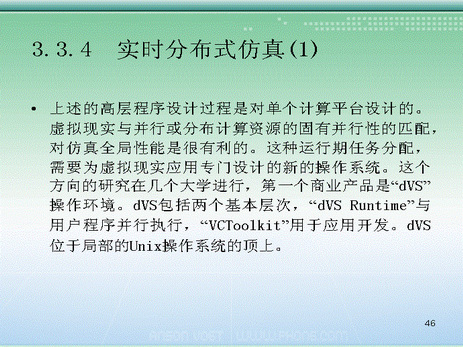 3.3.4 实时分布式仿真(1)
• 上述的高层程序设计过程是对单个计算平台设计的。
虚拟现实与并行或分布计算资源的固有并行性的匹配，
对仿真全局性能是很有利的。这种运行期任务分配，
需要为虚拟现实应用专门设计的新的操作系统。这个
方向的研究在几个大学进行，第一个商业产品是“dVS”
操作环境。dVS包括两个基本层次，“dVS Runtime”与
用户程序并行执行，“VCToolkit”用于应用开发。dVS
位于局部的Unix操作系统的顶上。
46